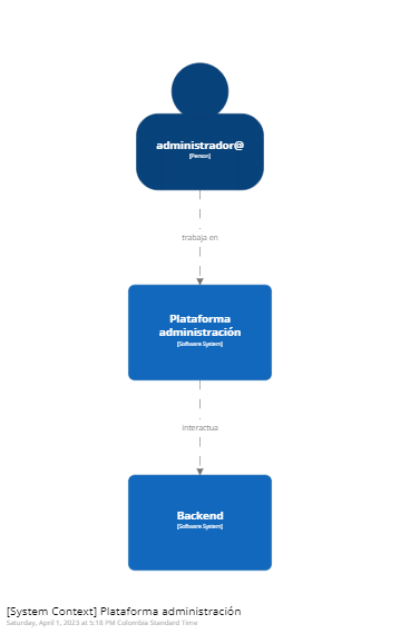 administrador@
[Person]
trabaja en
Plataforma
administración
[Software System]
Interactua
Backend
[Software System]
[System Context] Plataforma administración
Saturday, April 1, 2023 at 5:18 PM Colombia Standard Time